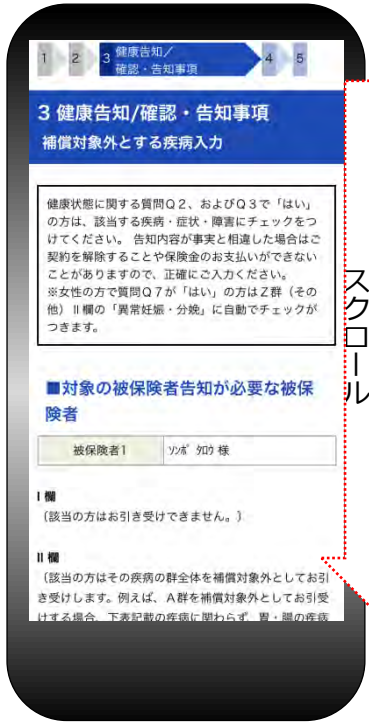 1 2 3 健康告知/
確認・告知事項 4 5
3 健康告知/確認・告知事項
補償対象外とする疾病入力
健康状態に関する質問Q2、およびQ3で「はい」
の方は、該当する疾病・症状・障害にチェックをつ
けてください。 告知内容が事実と相違した場合はご
契約を解除することや保険金のお支払いができない
ことがありますので、正確にご入力ください。
※女性の方で質問Q7が「はい」の方はZ群（その
他）Ⅱ欄の「異常妊娠・分娩」に自動でチェックが
つきます。
■対象の被保険者告知が必要な被保
険者
被保険者1 ソンポ タロウ 様
Ⅰ欄
（該当の方はお引き受けできません。）
Ⅱ欄
（該当の方はその疾病の群全体を補償対象外としてお引
き受けします。例えば、A群を補償対象外としてお引受
けする場合、下表記載の疾病に関わらず、胃・腸の疾病
スクロール